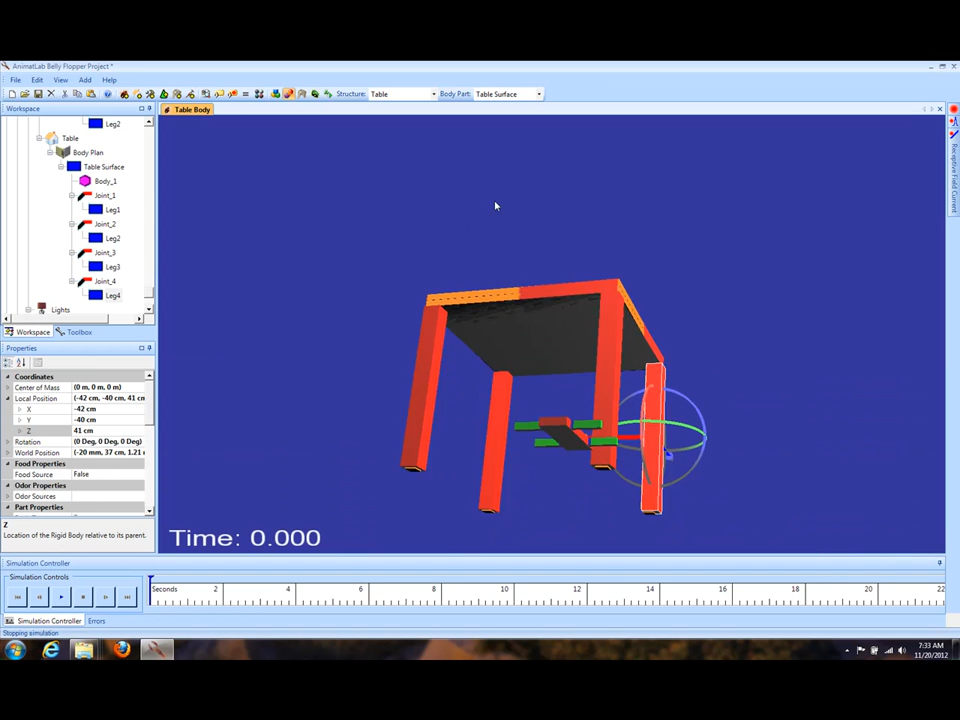 AnimatLab Belly Flopper Project *
File Edit View Add Help
Structure: Table Body Part: Table Surface
Workspace
Table Body
Leg2
Table
Body Plan
Table Surface
Body_1
Joint_1
Leg1
Joint_2
Leg2
Joint_3
Leg3
Joint_4
Leg4
Lights
Workspace Toolbox
Receptive Field Current
Properties
Coordinates
Center of Mass (0 m, 0 m, 0 m)
Local Position (-42 cm, -40 cm, 41 cm
X -42 cm
Y -40 cm
Z 41 cm
Rotation (0 Deg, 0 Deg, 0 Deg)
World Position (-20 mm, 37 cm, 1.21
Food Properties
Food Source False
Odor Properties
Odor Sources
Part Properties
Z
Location of the Rigid Body relative to its parent.
Time: 0.000
Simulation Controller
Simulation Controls
Seconds 2 4 6 8 10 12 14 16 18 20 22
Simulation Controller Errors
Stopping simulation
7:33 AM
11/20/2012